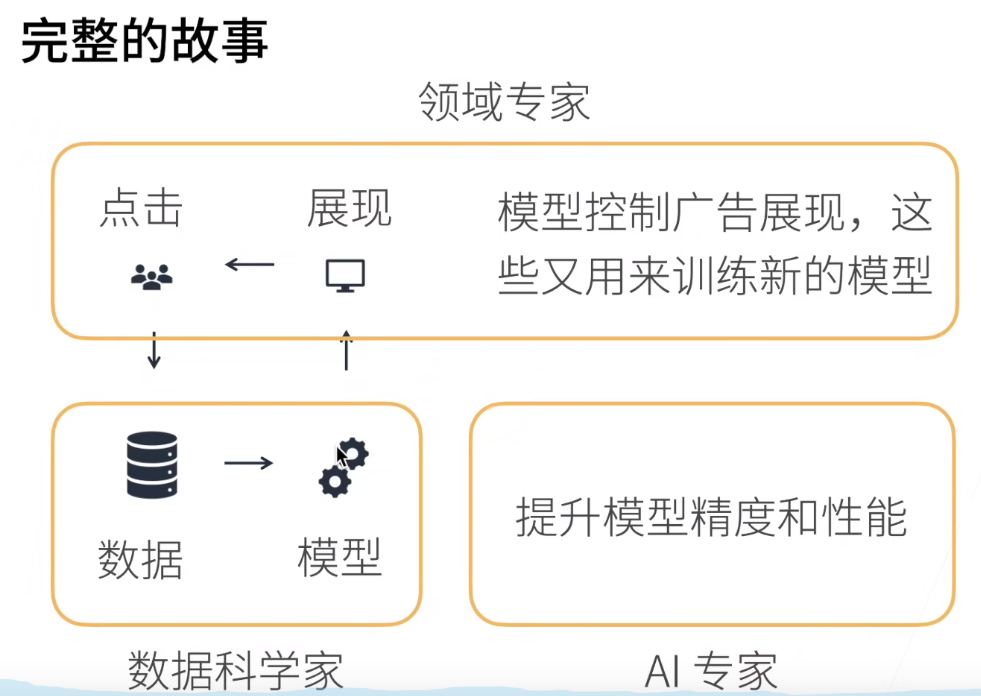 完整的故事
领域专家
点击
展现
模型控制广告展现，这
些又用来训练新的模型
数据
模型
提升模型精度和性能
数据科学家
AI 专家